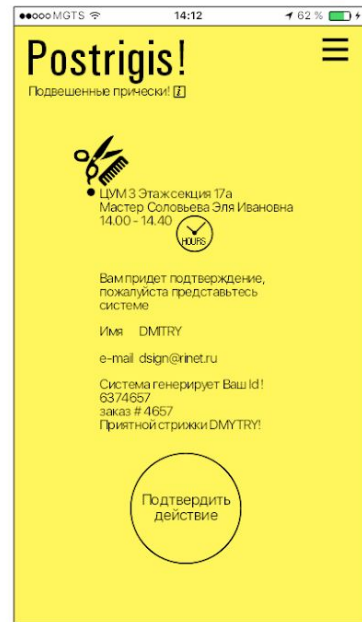 MGTS 14:12 62 %
Postrigis!
Подвешенные прически! i
ЦУМ 3 Этаж секция 17а
Мастер Соловьева Эля Ивановна
14.00 - 14.40
HOURS
Вам придет подтверждение,
пожалуйста представьтесь
системе
Имя DMITRY
e-mail dsign@rinet.ru
Система генерирует Ваш Id!
6374657
заказ # 4657
Приятной стрижки DMYTRY!
Подтвердить
действие